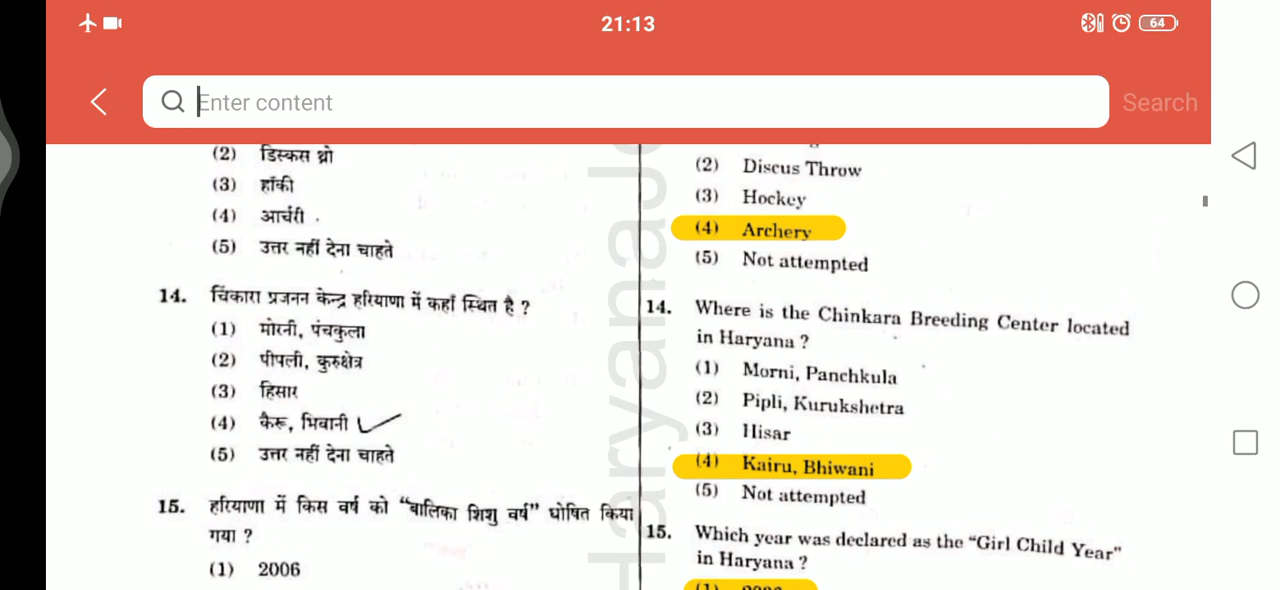 21:13
64
Enter content
Search
(2) डिस्कस थ्रो
(3) हॉकी
(4) आर्चरी .
(5) उत्तर नहीं देना चाहते
14. चिंकारा प्रजनन केन्द्र हरियाणा में कहाँ स्थित है ?
(1) मोरनी, पंचकुला
(2) पीपली, कुरुक्षेत्र
(3) हिसार
(4) कैरू, भिवानी
(5) उत्तर नहीं देना चाहते
15. हरियाणा में किस वर्ष को “बालिका शिशु वर्ष” घोषित किया
गया ?
(1) 2006
(2) Discus Throw
(3) Hockey
(4) Archery
(5) Not attempted
14. Where is the Chinkara Breeding Center located
in Haryana ?
(1) Morni, Panchkula
(2) Pipli, Kurukshetra
(3) Hisar
(4) Kairu, Bhiwani
(5) Not attempted
15. Which year was declared as the “Girl Child Year”
in Haryana ?
(1)
HaryanaJ